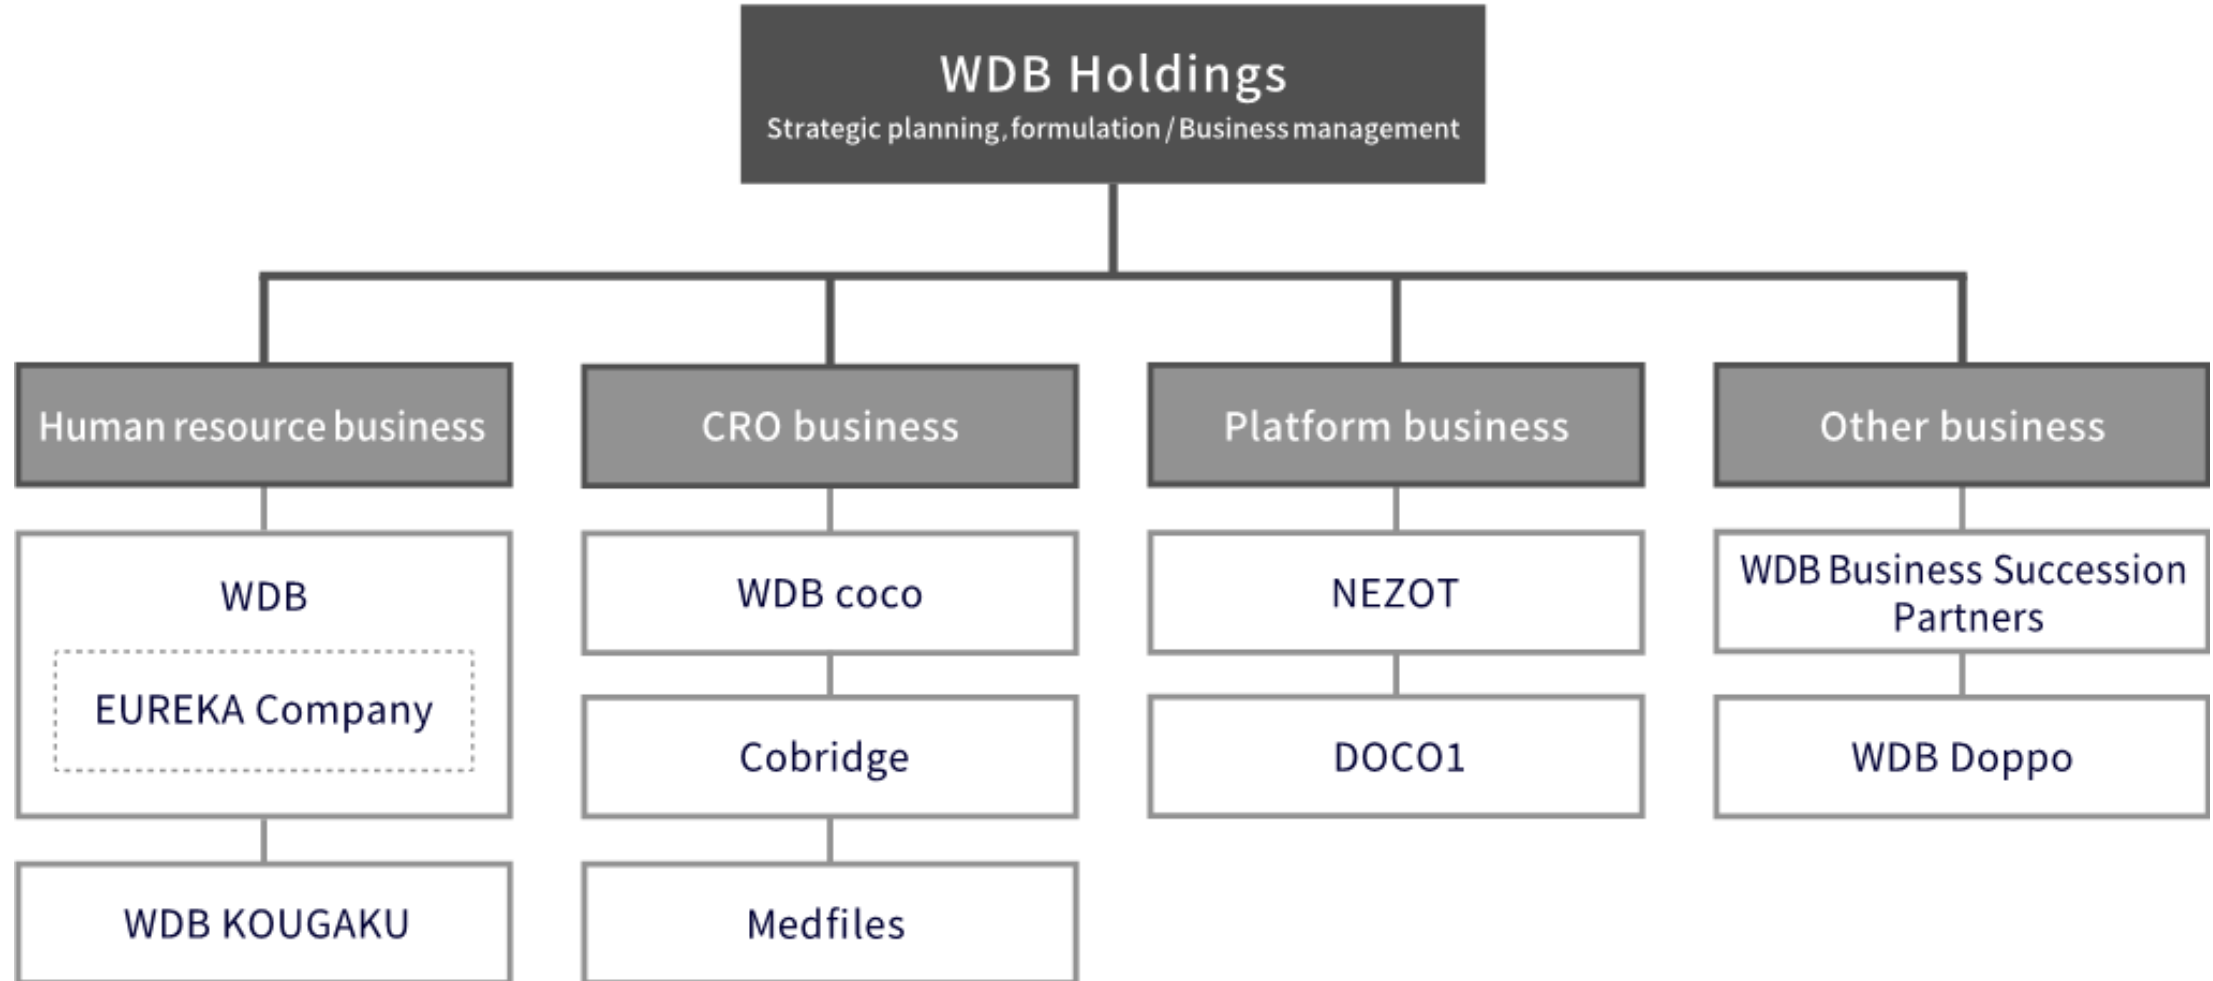 WDB Holdings
Strategic planning, formulation / Business management
Human resource business
CRO business
Platform business
Other business
WDB
EUREKA Company
WDB KOUGAKU
WDB coco
Cobridge
Medfiles
NEZOT
DOCO1
WDB Business Succession
Partners
WDB Doppo